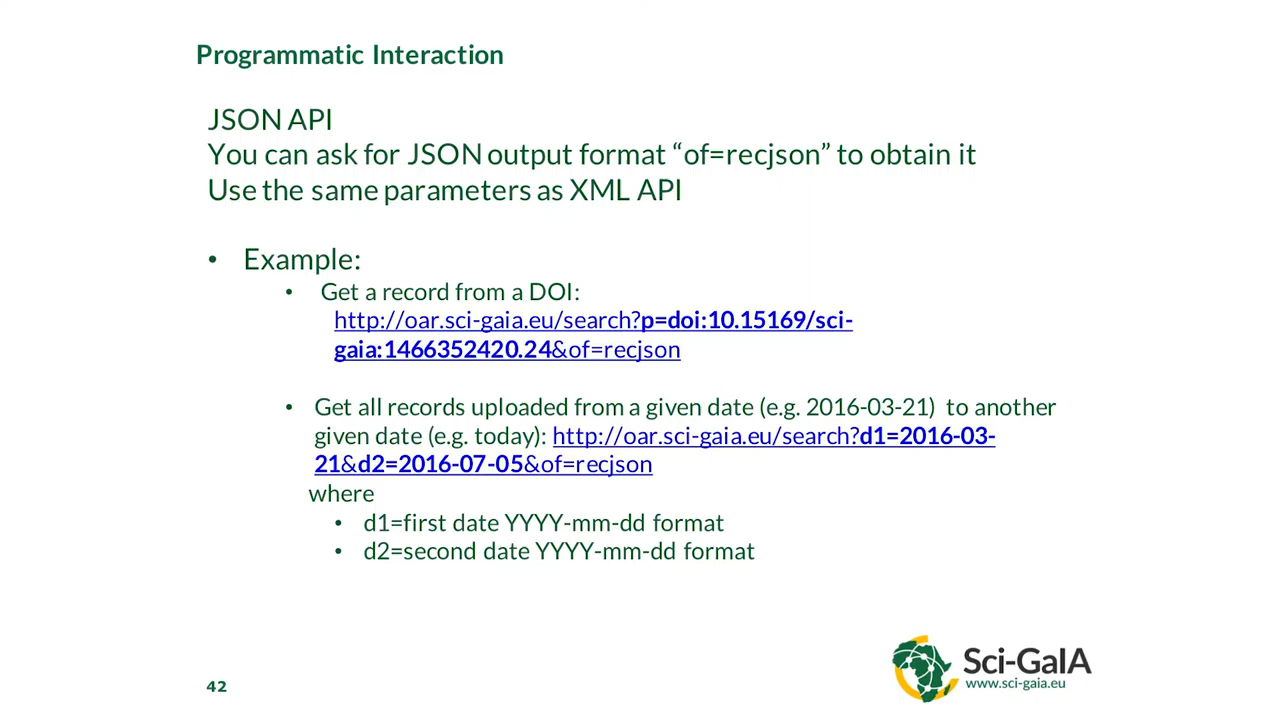 Programmatic Interaction
JSON API
You can ask for JSON output format “of=recjson” to obtain it
Use the same parameters as XML API
• Example:
• Get a record from a DOI:
http://oar.sci-gaia.eu/search?p=doi:10.15169/sci-
gaia:1466352420.24&of=recjson
• Get all records uploaded from a given date (e.g. 2016-03-21) to another
given date (e.g. today): http://oar.sci-gaia.eu/search?d1=2016-03-
21&d2=2016-07-05&of=recjson
where
• d1=first date YYYY-mm-dd format
• d2=second date YYYY-mm-dd format
Sci-GaIA
www.sci-gaia.eu
42